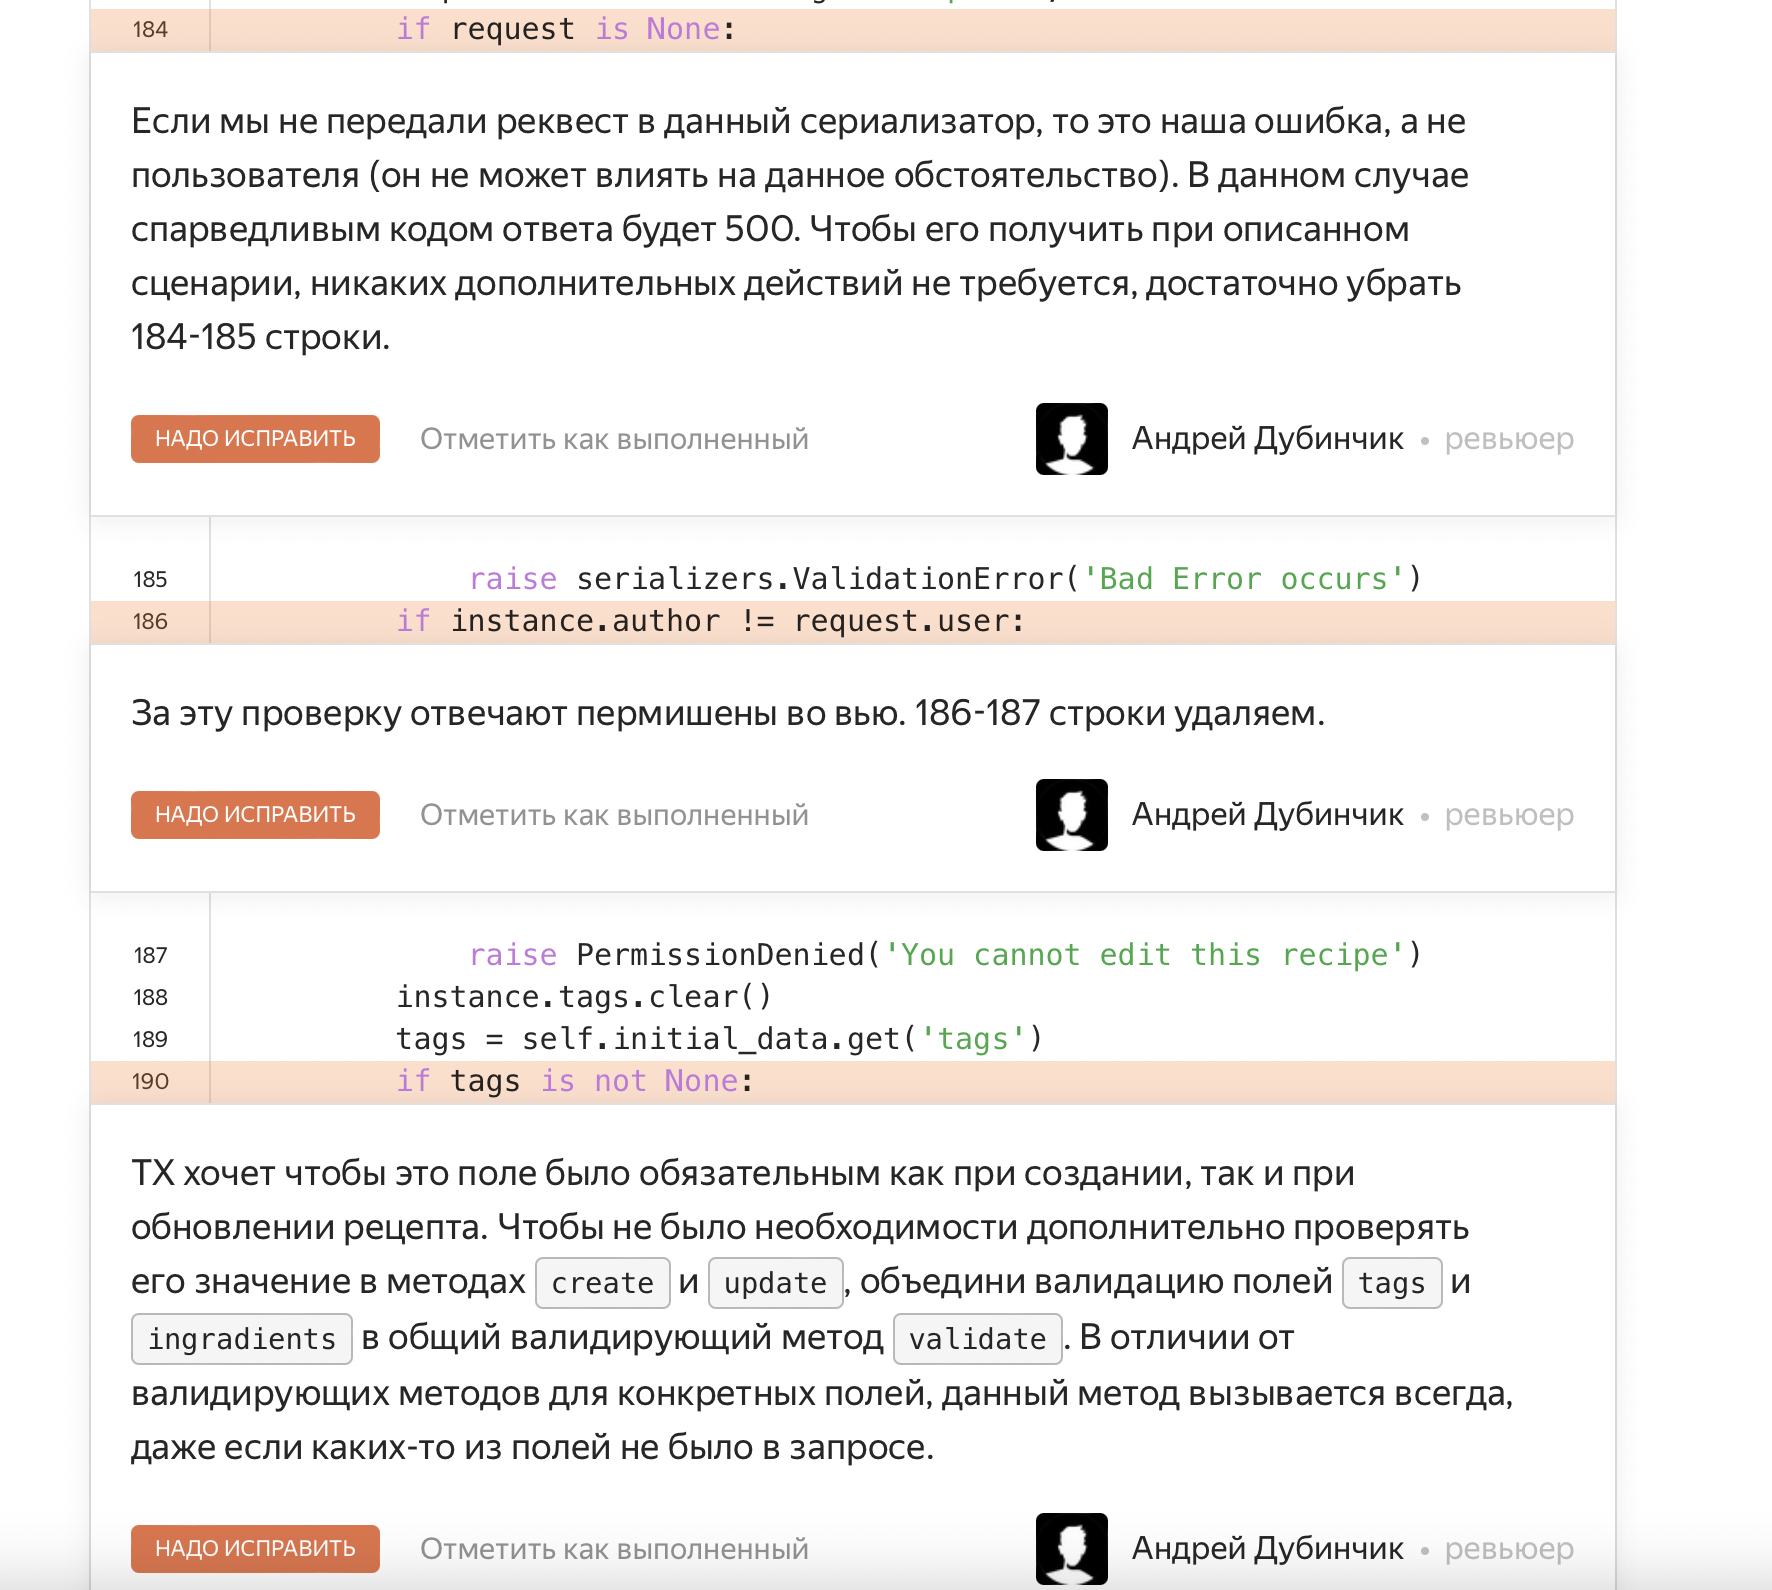 184 if request is None:
Если мы не передали реквест в данный сериализатор, то это наша ошибка, а не
пользователя (он не может влиять на данное обстоятельство). В данном случае
спарведливым кодом ответа будет 500. Чтобы его получить при описанном
сценарии, никаких дополнительных действий не требуется, достаточно убрать
184-185 строки.
НАДО ИСПРАВИТЬ Отметить как выполненный Андрей Дубинчик • ревьюер
185 raise serializers.ValidationError('Bad Error occurs')
186 if instance.author != request.user:
За эту проверку отвечают пермишены во вью. 186-187 строки удаляем.
НАДО ИСПРАВИТЬ Отметить как выполненный Андрей Дубинчик • ревьюер
187 raise PermissionDenied('You cannot edit this recipe')
188 instance.tags.clear()
189 tags = self.initial_data.get('tags')
190 if tags is not None:
ТХ хочет чтобы это поле было обязательным как при создании, так и при
обновлении рецепта. Чтобы не было необходимости дополнительно проверять
его значение в методах create и update, объедини валидацию полей tags и
ingradients в общий валидирующий метод validate. В отличии от
валидирующих методов для конкретных полей, данный метод вызывается всегда,
даже если каких-то из полей не было в запросе.
НАДО ИСПРАВИТЬ Отметить как выполненный Андрей Дубинчик • ревьюер